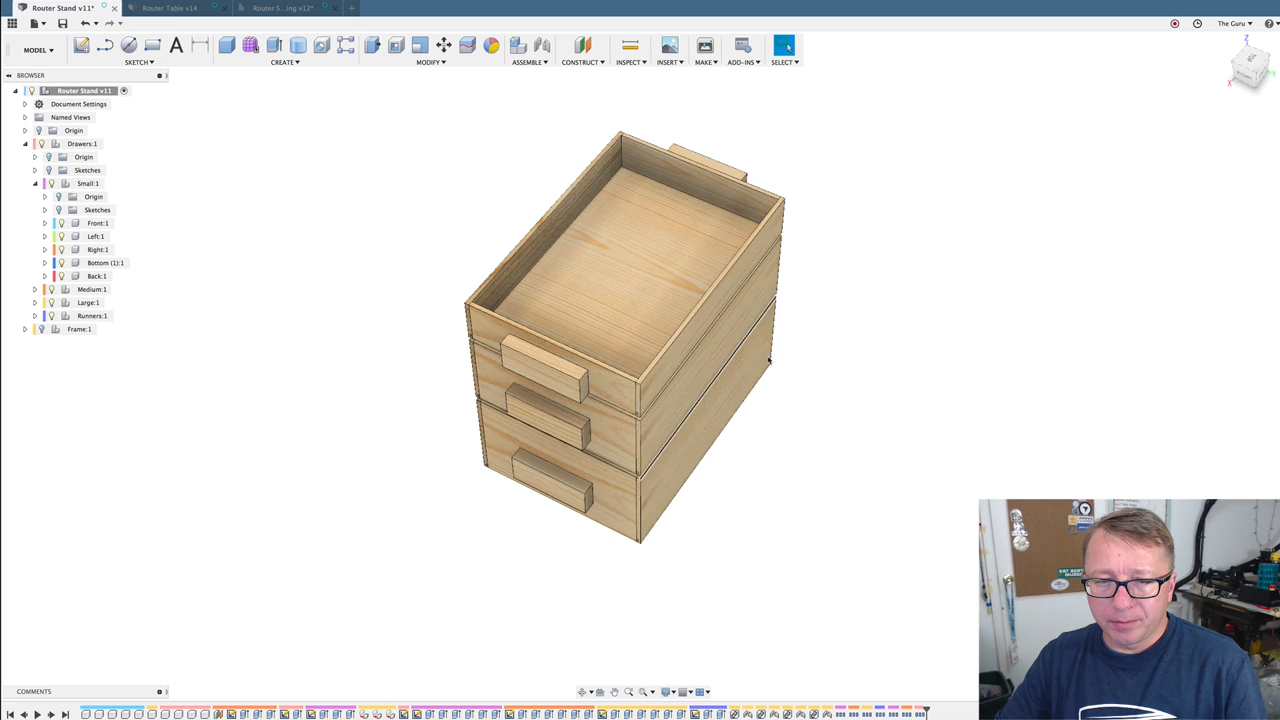 Router Stand v11*
Router Table v14
Router S...ing v12*
The Guru
MODEL
SKETCH
CREATE
MODIFY
ASSEMBLE
CONSTRUCT
INSPECT
INSERT
MAKE
ADD-INS
SELECT
Z
X
BROWSER
Router Stand v11
Document Settings
Named Views
Origin
Drawers:1
Origin
Sketches
Small:1
Origin
Sketches
Front:1
Left:1
Right:1
Bottom (1):1
Back:1
Medium:1
Large:1
Runners:1
Frame:1
COMMENTS